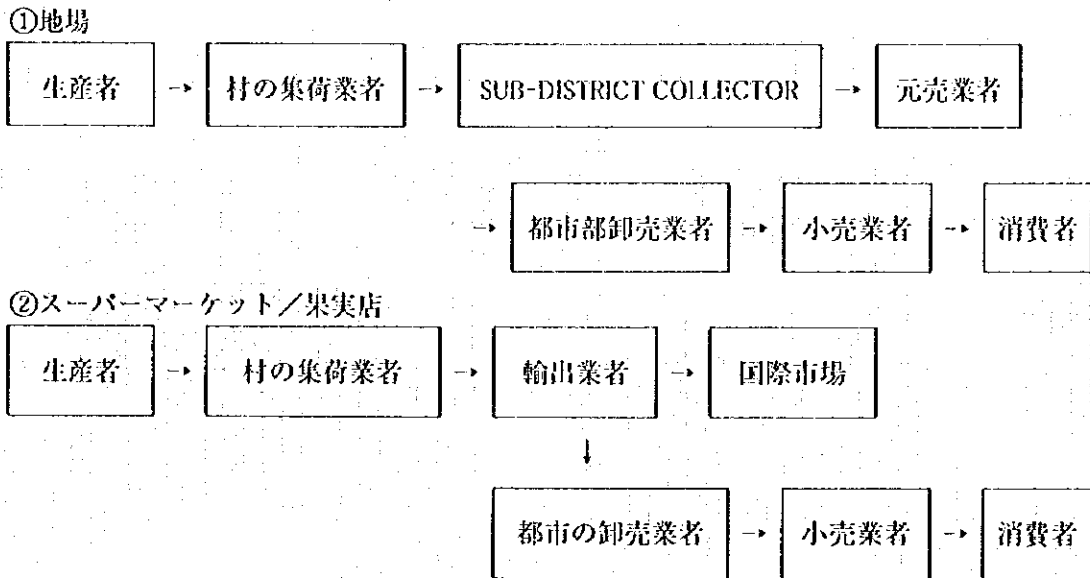 ①地場
生産者 → 村の集荷業者 → SUB-DISTRICT COLLECTOR → 元売業者
→ 都市部卸売業者 → 小売業者 → 消費者
②スーパーマーケット／果実店
生産者 → 村の集荷業者 → 輸出業者 → 国際市場
↓
都市の卸売業者 → 小売業者 → 消費者